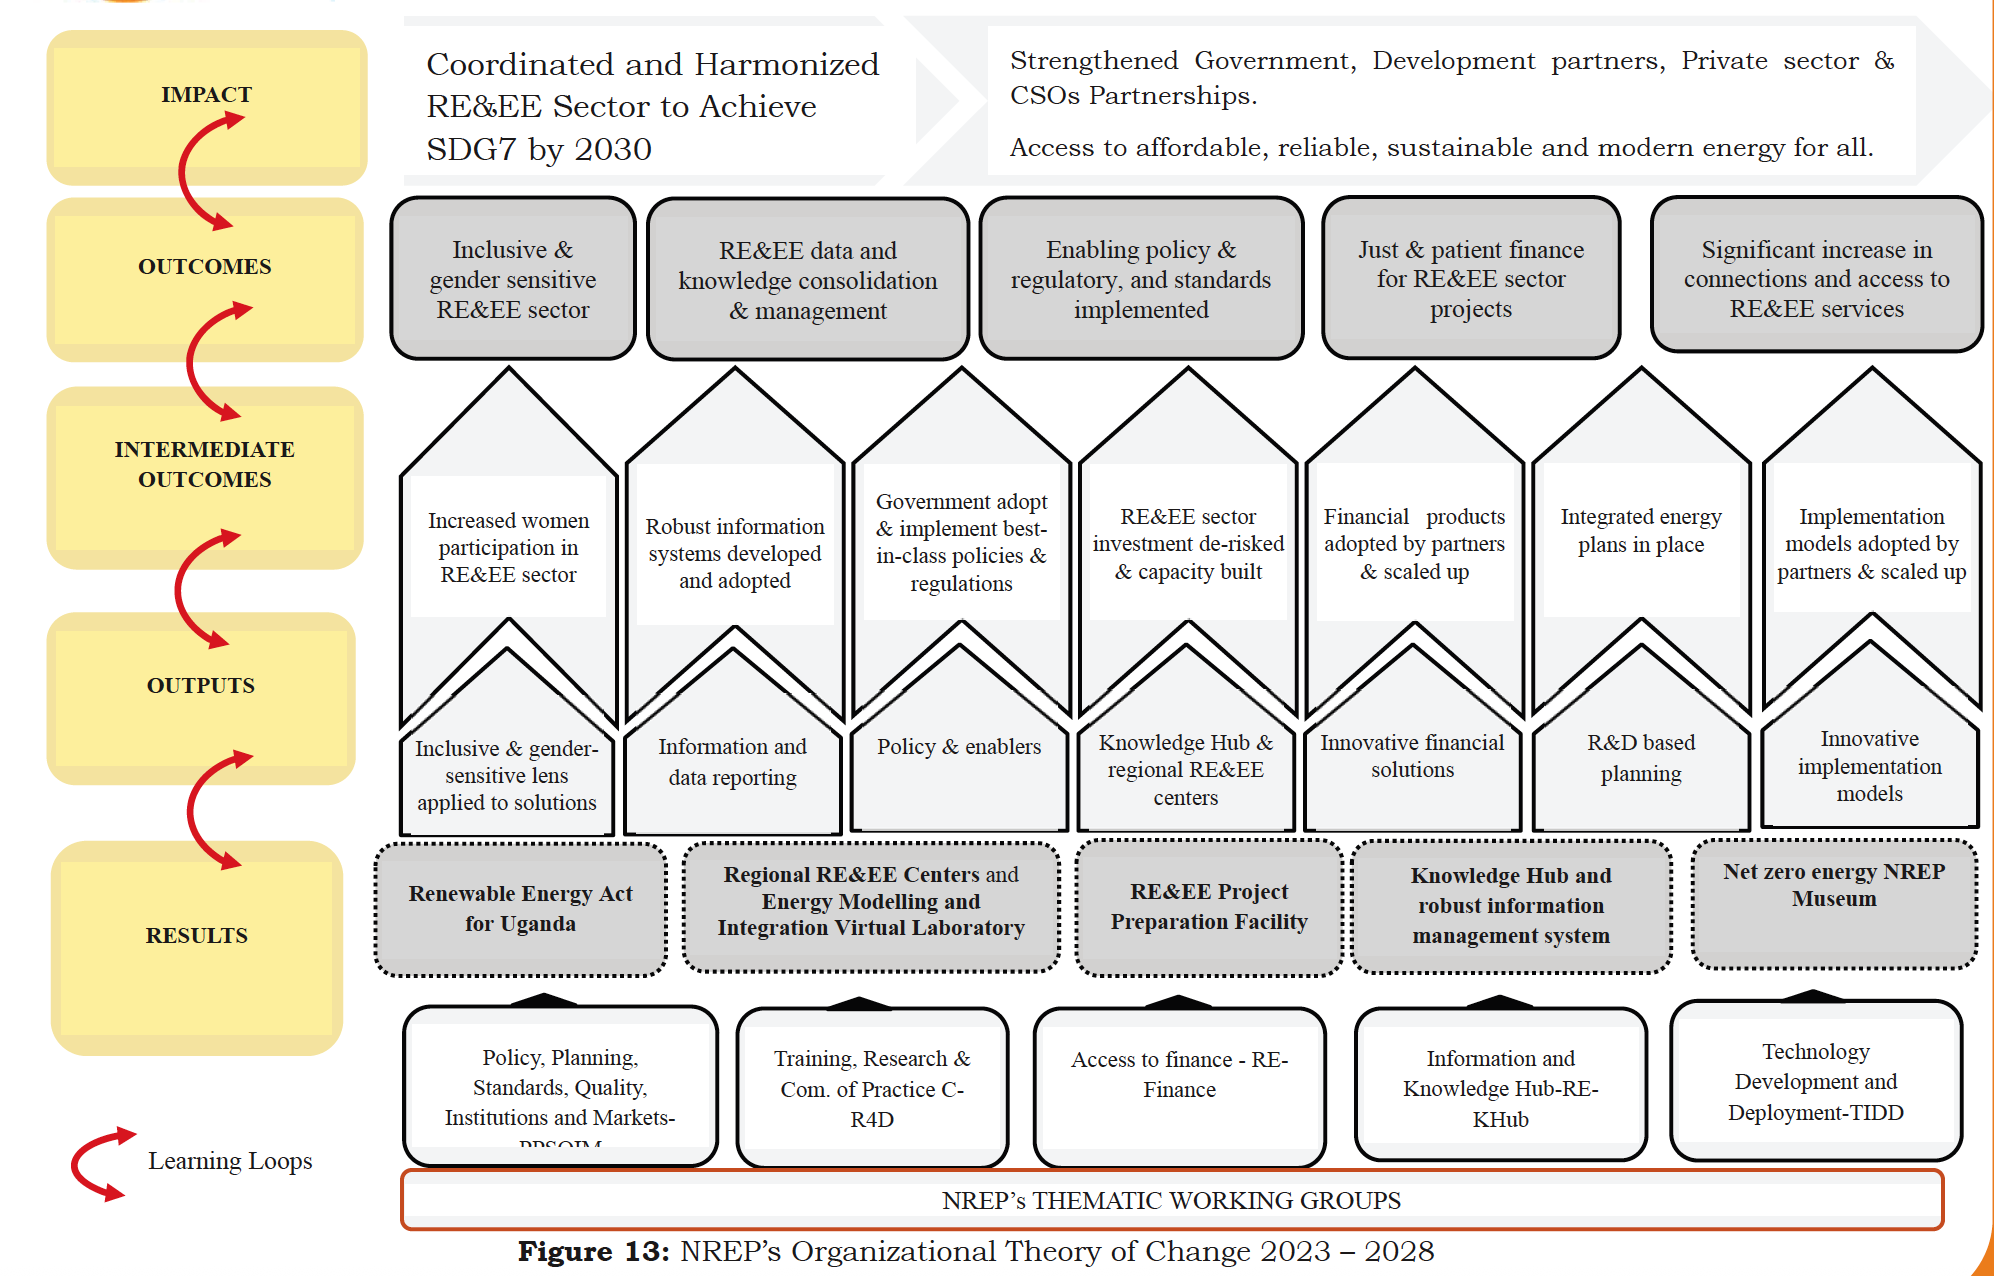 IMPACT
Coordinated and Harmonized
RE&EE Sector to Achieve
SDG7 by 2030
Strengthened Government, Development partners, Private sector &
CSOs Partnerships.
Access to affordable, reliable, sustainable and modern energy for all.
OUTCOMES
Inclusive &
gender sensitive
RE&EE sector
RE&EE data and
knowledge consolidation
& management
Enabling policy &
regulatory, and standards
implemented
Just & patient finance
for RE&EE sector
projects
Significant increase in
connections and access to
RE&EE services
INTERMEDIATE
OUTCOMES
Increased women
participation in
RE&EE sector
Robust information
systems developed
and adopted
Government adopt
& implement best-
in-class policies &
regulations
RE&EE sector
investment de-risked
& capacity built
Financial products
adopted by partners
& scaled up
Integrated energy
plans in place
Implementation
models adopted by
partners & scaled up
OUTPUTS
Inclusive & gender-
sensitive lens
applied to solutions
Information and
data reporting
Policy & enablers
Knowledge Hub &
regional RE&EE
centers
Innovative financial
solutions
R&D based
planning
Innovative
implementation
models
RESULTS
Renewable Energy Act
for Uganda
Regional RE&EE Centers and
Energy Modelling and
Integration Virtual Laboratory
RE&EE Project
Preparation Facility
Knowledge Hub and
robust information
management system
Net zero energy NREP
Museum
Policy, Planning,
Standards, Quality,
Institutions and Markets-
Training, Research &
Com. of Practice C-
R4D
Access to finance - RE-
Finance
Information and
Knowledge Hub-RE-
KHub
Technology
Development and
Deployment-TIDD
Learning Loops
NREP's THEMATIC WORKING GROUPS
Figure 13: NREP's Organizational Theory of Change 2023 – 2028